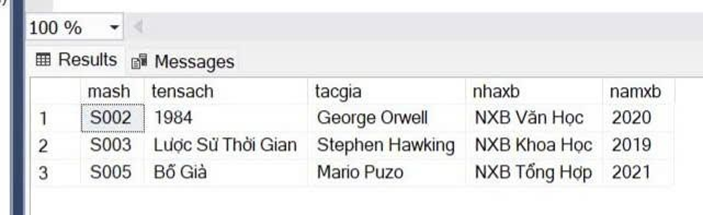 100 %
Results Messages
mash tensach tacgia nhaxb namxb
1 S002 1984 George Orwell NXB Văn Học 2020
2 S003 Lược Sử Thời Gian Stephen Hawking NXB Khoa Học 2019
3 S005 Bố Già Mario Puzo NXB Tổng Hợp 2021